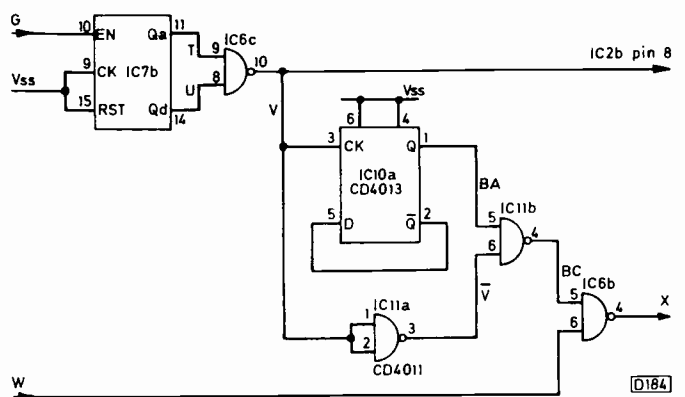 G
10 EN Qa 11
IC7b
Vss
9 CK
15 RST Qd 14
T 9
U 8
IC6c
10
IC2b pin 8
V
Vss
6 4
3 CK Q 1
IC10a
CD4013
5 D Q̅ 2
BA
IC11b
5
6
4
V̅
IC11a
1
2
3
CD4011
BC
IC6b
5
6
4
X
W
D184